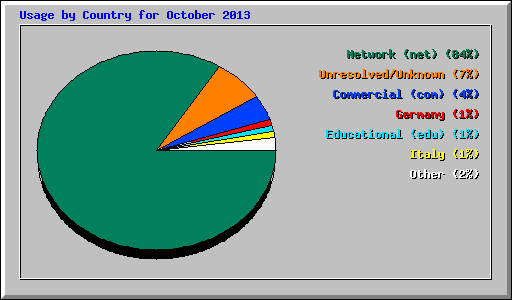 Usage by Country for October 2013
Network (net) (84%)
Unresolved/Unknown (7%)
Commercial (com) (4%)
Germany (1%)
Educational (edu) (1%)
Italy (1%)
Other (2%)